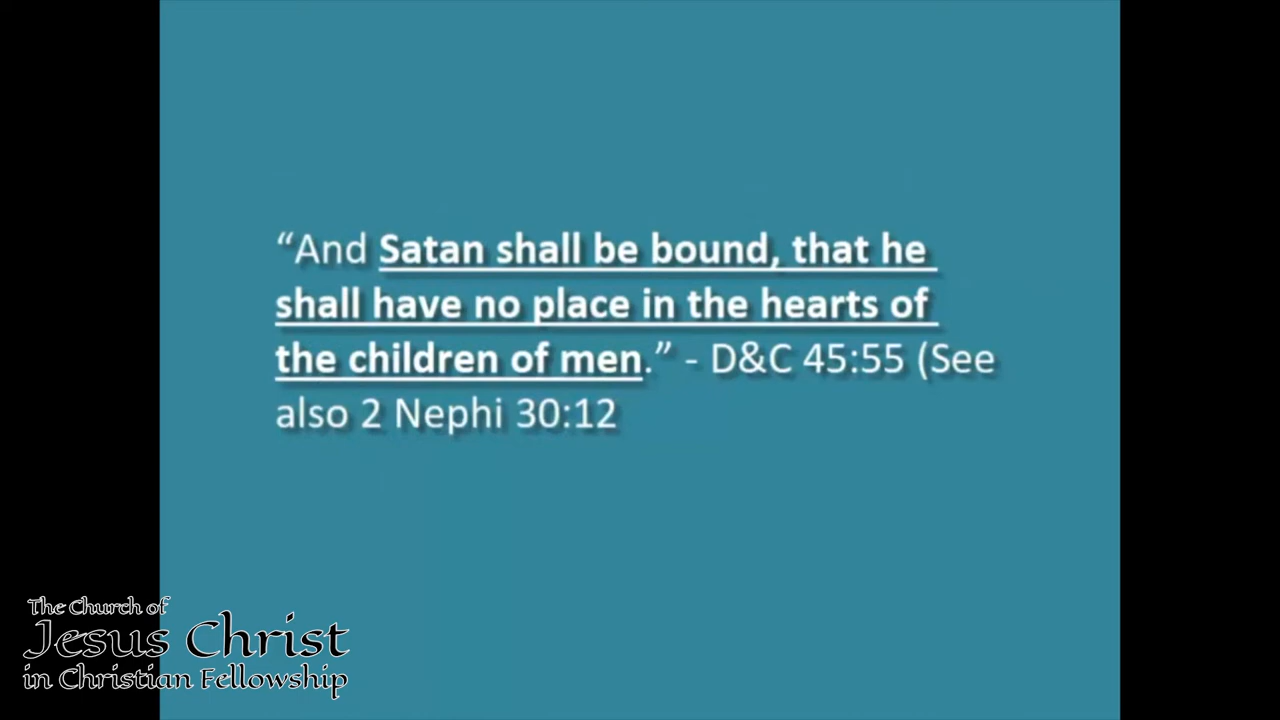 “And Satan shall be bound, that he
shall have no place in the hearts of
the children of men.” - D&C 45:55 (See
also 2 Nephi 30:12
The Church of
Jesus Christ
in Christian Fellowship